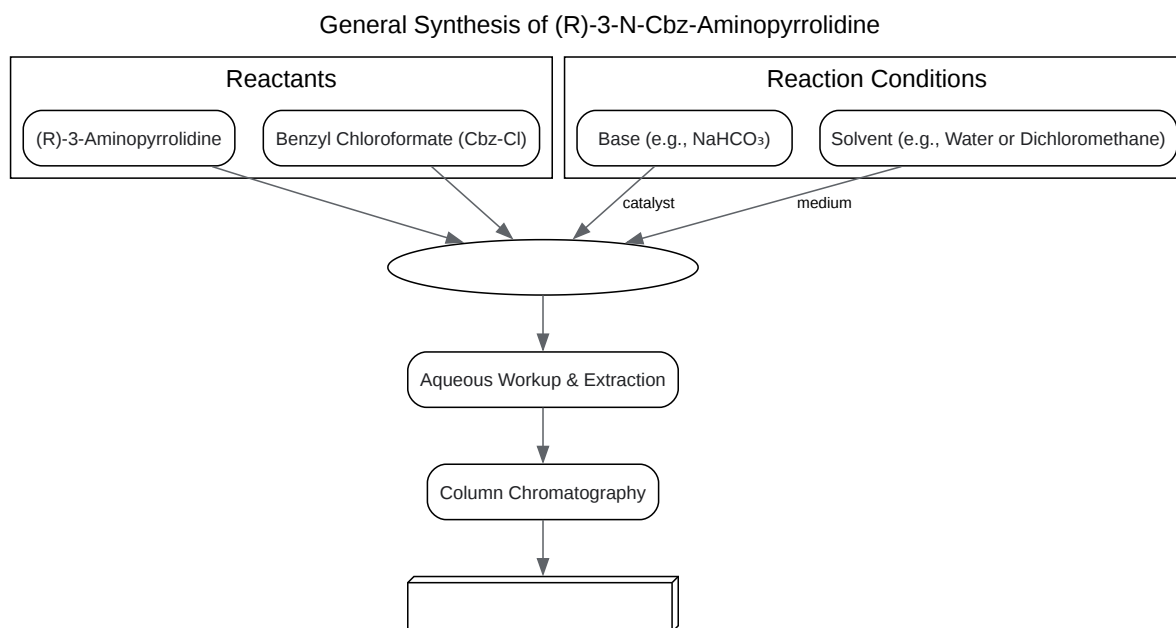 General Synthesis of (R)-3-N-Cbz-Aminopyrrolidine
Reactants
Reaction Conditions
(R)-3-Aminopyrrolidine
Benzyl Chloroformate (Cbz-Cl)
Base (e.g., NaHCO₃)
Solvent (e.g., Water or Dichloromethane)
catalyst
medium
Aqueous Workup & Extraction
Column Chromatography